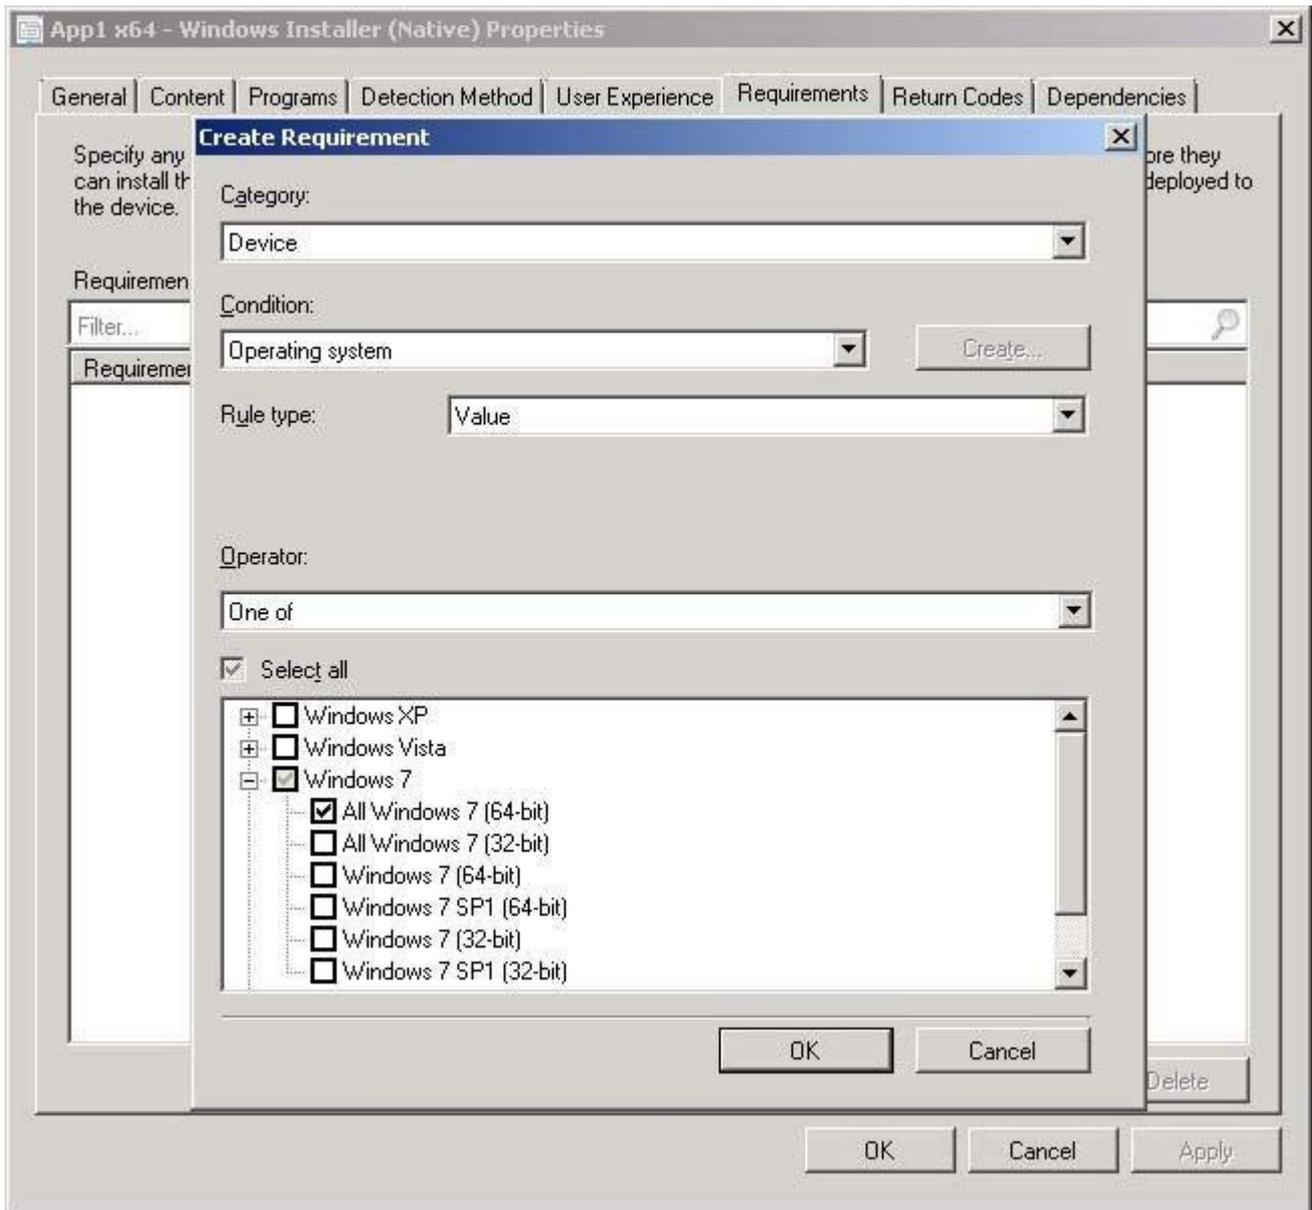 App1 x64 - Windows Installer (Native) Properties
General Content Programs Detection Method User Experience Requirements Return Codes Dependencies
Specify any
can install th
the device.
ore they
deployed to
Create Requirement
Category:
Device
Requiremen
Filter...
Requiremen
Condition:
Operating system
Create...
Rule type:
Value
Operator:
One of
Select all
Windows XP
Windows Vista
Windows 7
All Windows 7 (64-bit)
All Windows 7 (32-bit)
Windows 7 (64-bit)
Windows 7 SP1 (64-bit)
Windows 7 (32-bit)
Windows 7 SP1 (32-bit)
OK Cancel
Delete
OK Cancel Apply